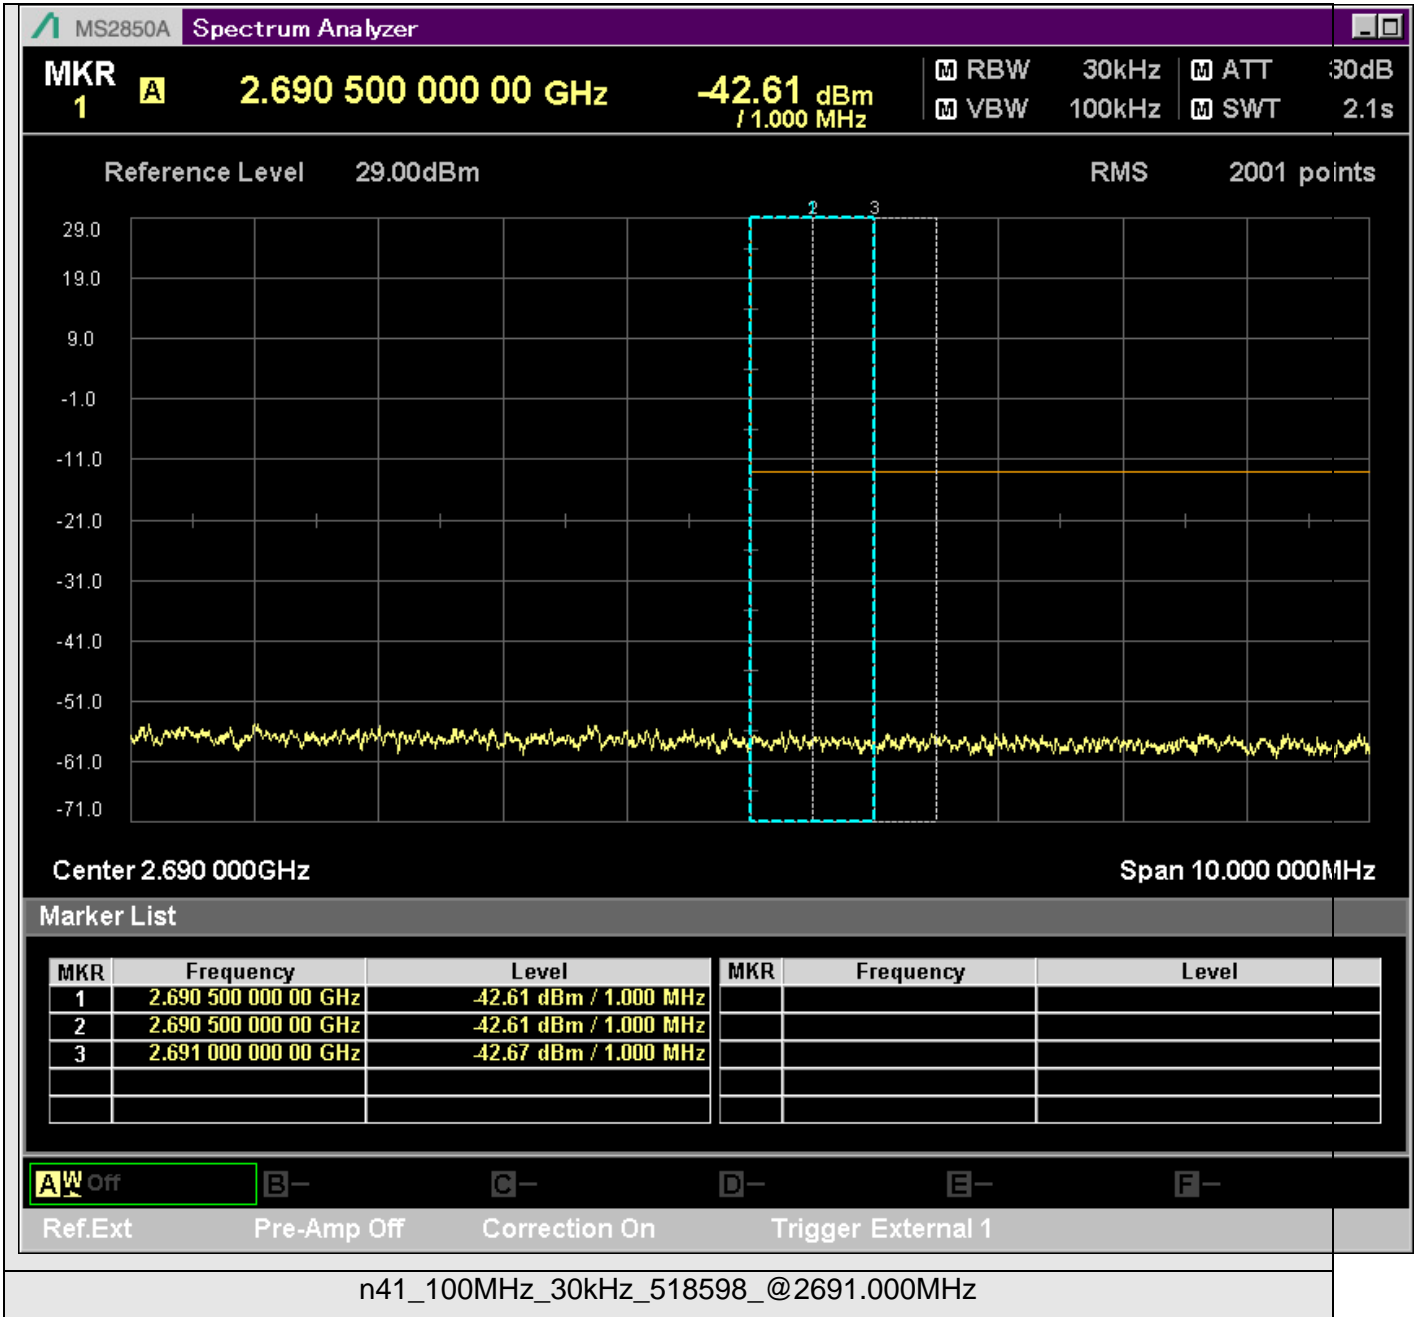 MS2850A Spectrum Analyzer
MKR A 2.690 500 000 00 GHz -42.61 dBm M RBW 30kHz M ATT 30dB
1 / 1.000 MHz M VBW 100kHz M SWT 2.1s
Reference Level 29.00dBm RMS 2001 points
2 3
29.0
19.0
9.0
-1.0
-11.0
-21.0
-31.0
-41.0
-51.0
-61.0
-71.0
Center 2.690 000GHz Span 10.000 000MHz
Marker List
MKR Frequency Level MKR Frequency Level
1 2.690 500 000 00 GHz -42.61 dBm / 1.000 MHz
2 2.690 500 000 00 GHz -42.61 dBm / 1.000 MHz
3 2.691 000 000 00 GHz -42.67 dBm / 1.000 MHz
A W Off B- C- D- E- F-
Ref.Ext Pre-Amp Off Correction On Trigger External 1
n41_100MHz_30kHz_518598_@2691.000MHz